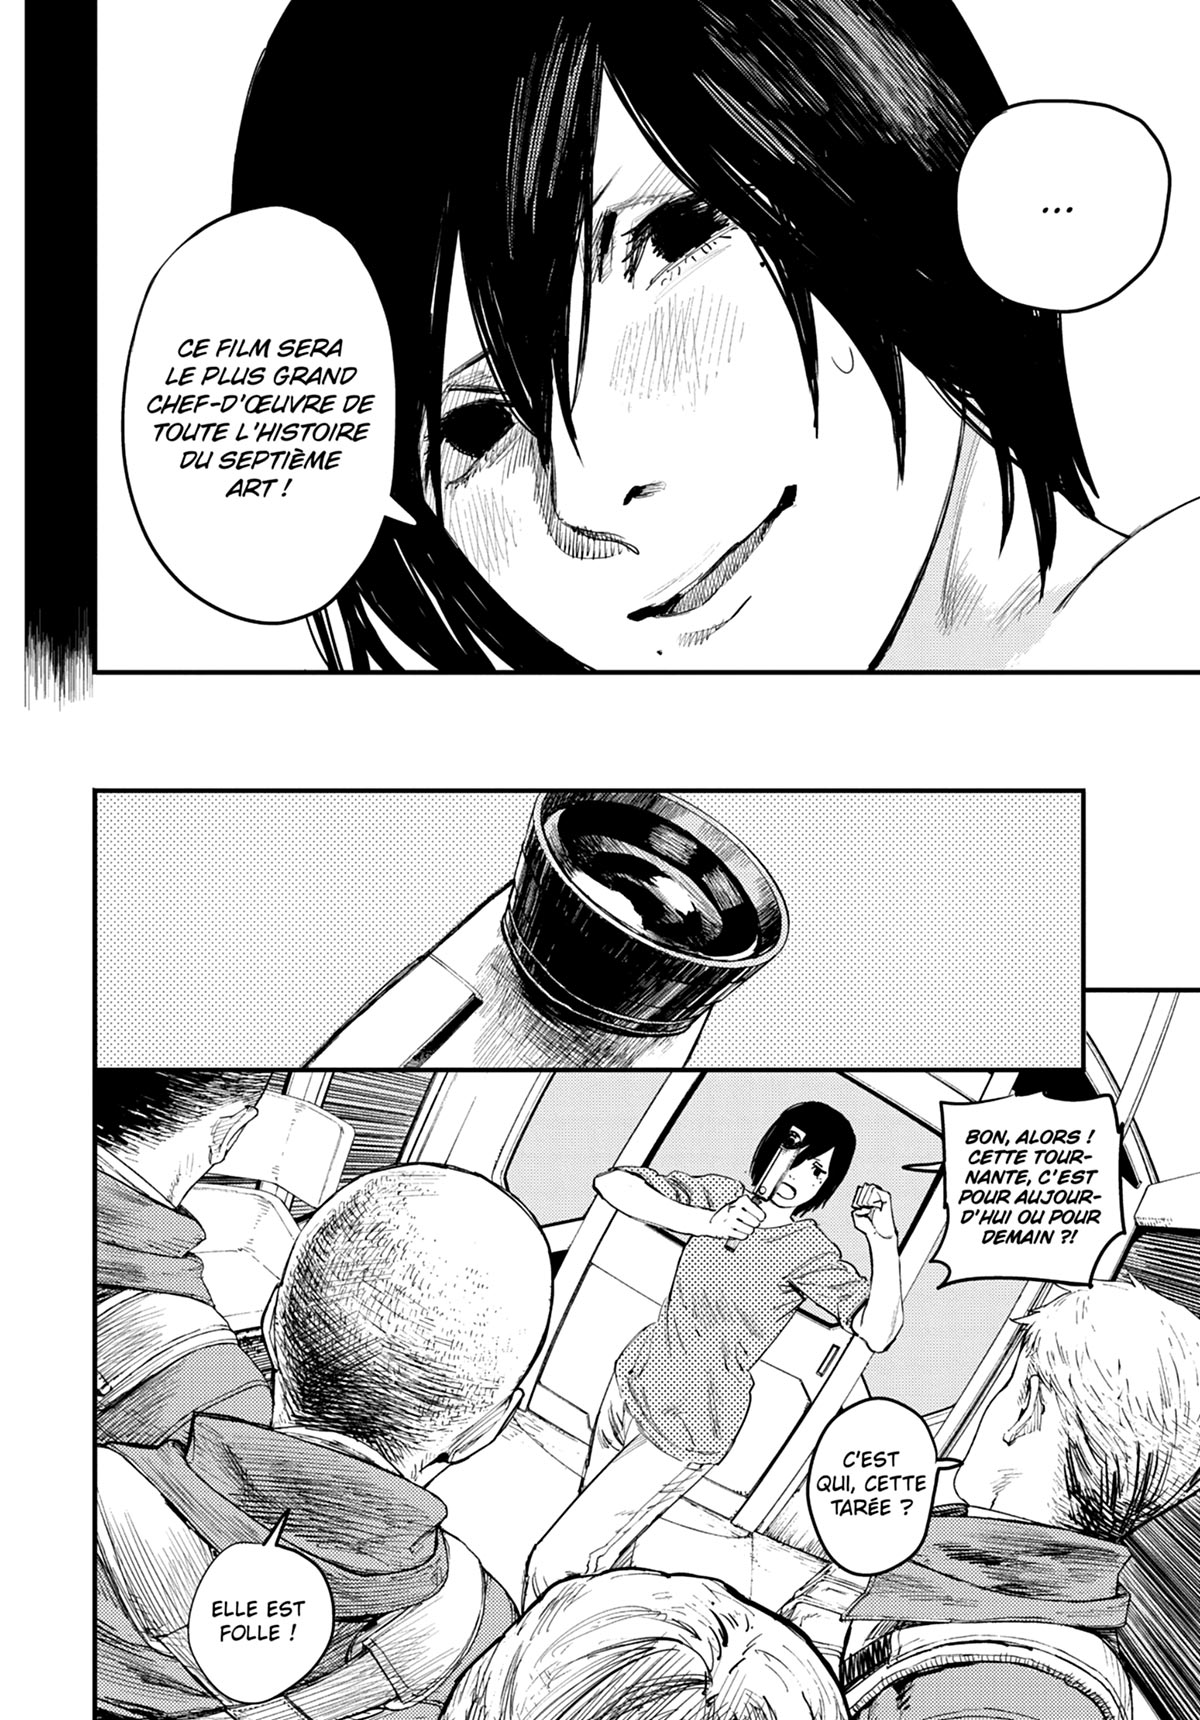 ...
CE FILM SERA
LE PLUS GRAND
CHEF-D'ŒUVRE DE
TOUTE L'HISTOIRE
DU SEPTIÈME
ART !
BON, ALORS !
CETTE TOUR-
NANTE, C'EST
POUR AUJOUR-
D'HUI OU POUR
DEMAIN ?!
C'EST
QUI, CETTE
TARÉE ?
ELLE EST
FOLLE !